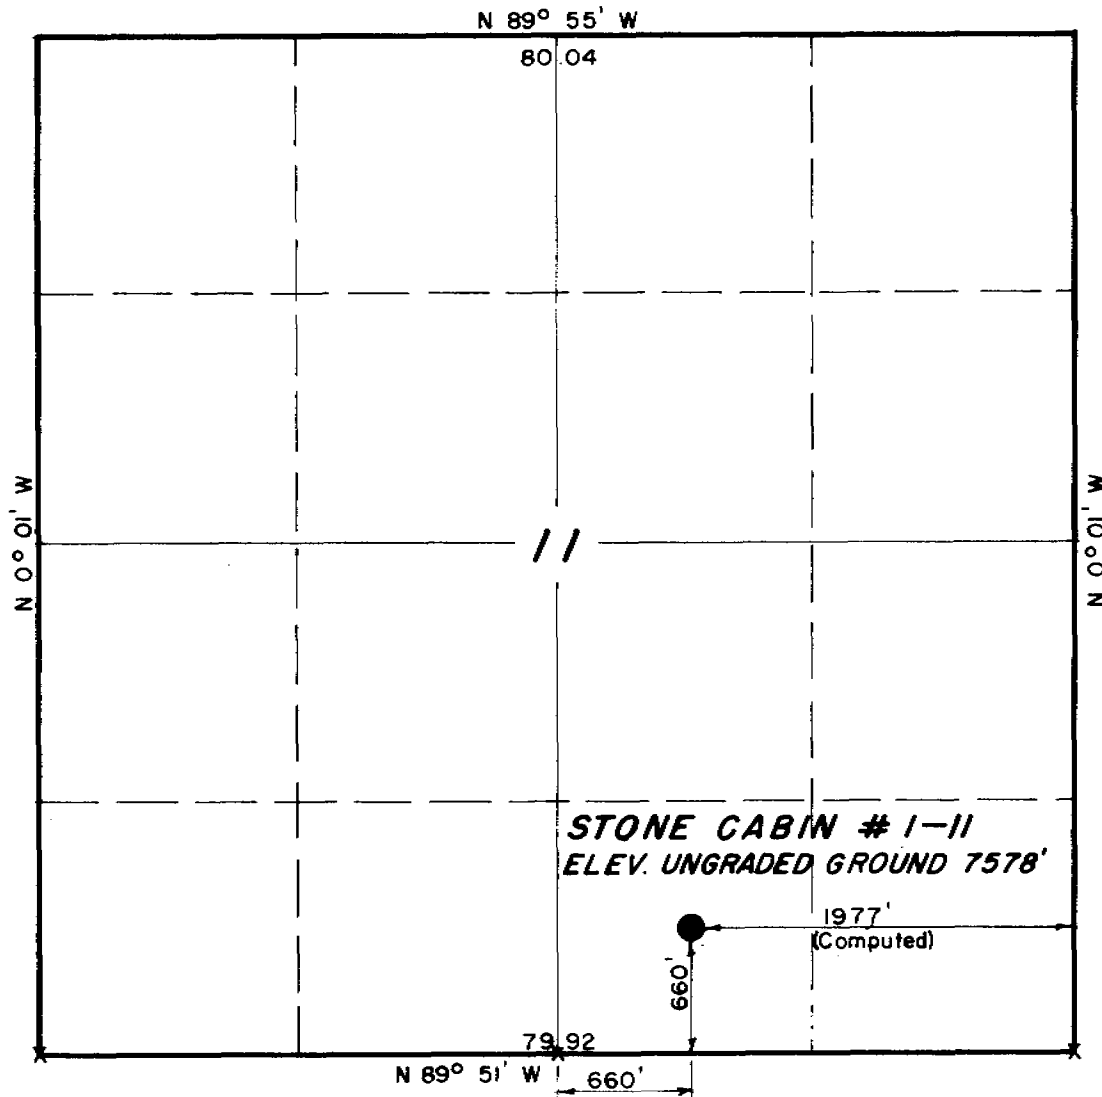 N 89° 55' W
80.04
N 0° 01' W
N 0° 01' W
11
STONE CABIN # 1-11
ELEV. UNGRADED GROUND 7578'
1977'
(Computed)
660'
79.92
N 89° 51' W
660'